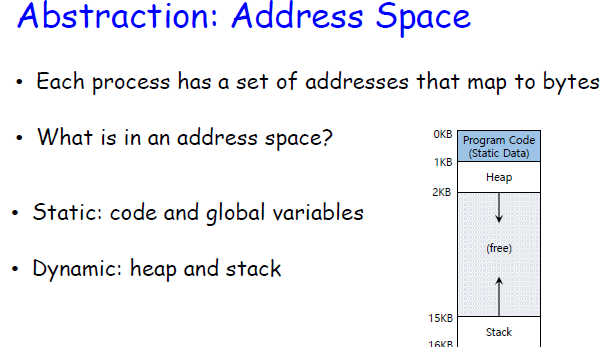 Abstraction: Address Space
• Each process has a set of addresses that map to bytes
• What is in an address space?
• Static: code and global variables
• Dynamic: heap and stack
0KB
Program Code
(Static Data)
1KB
Heap
2KB
(free)
15KB
Stack
16KB